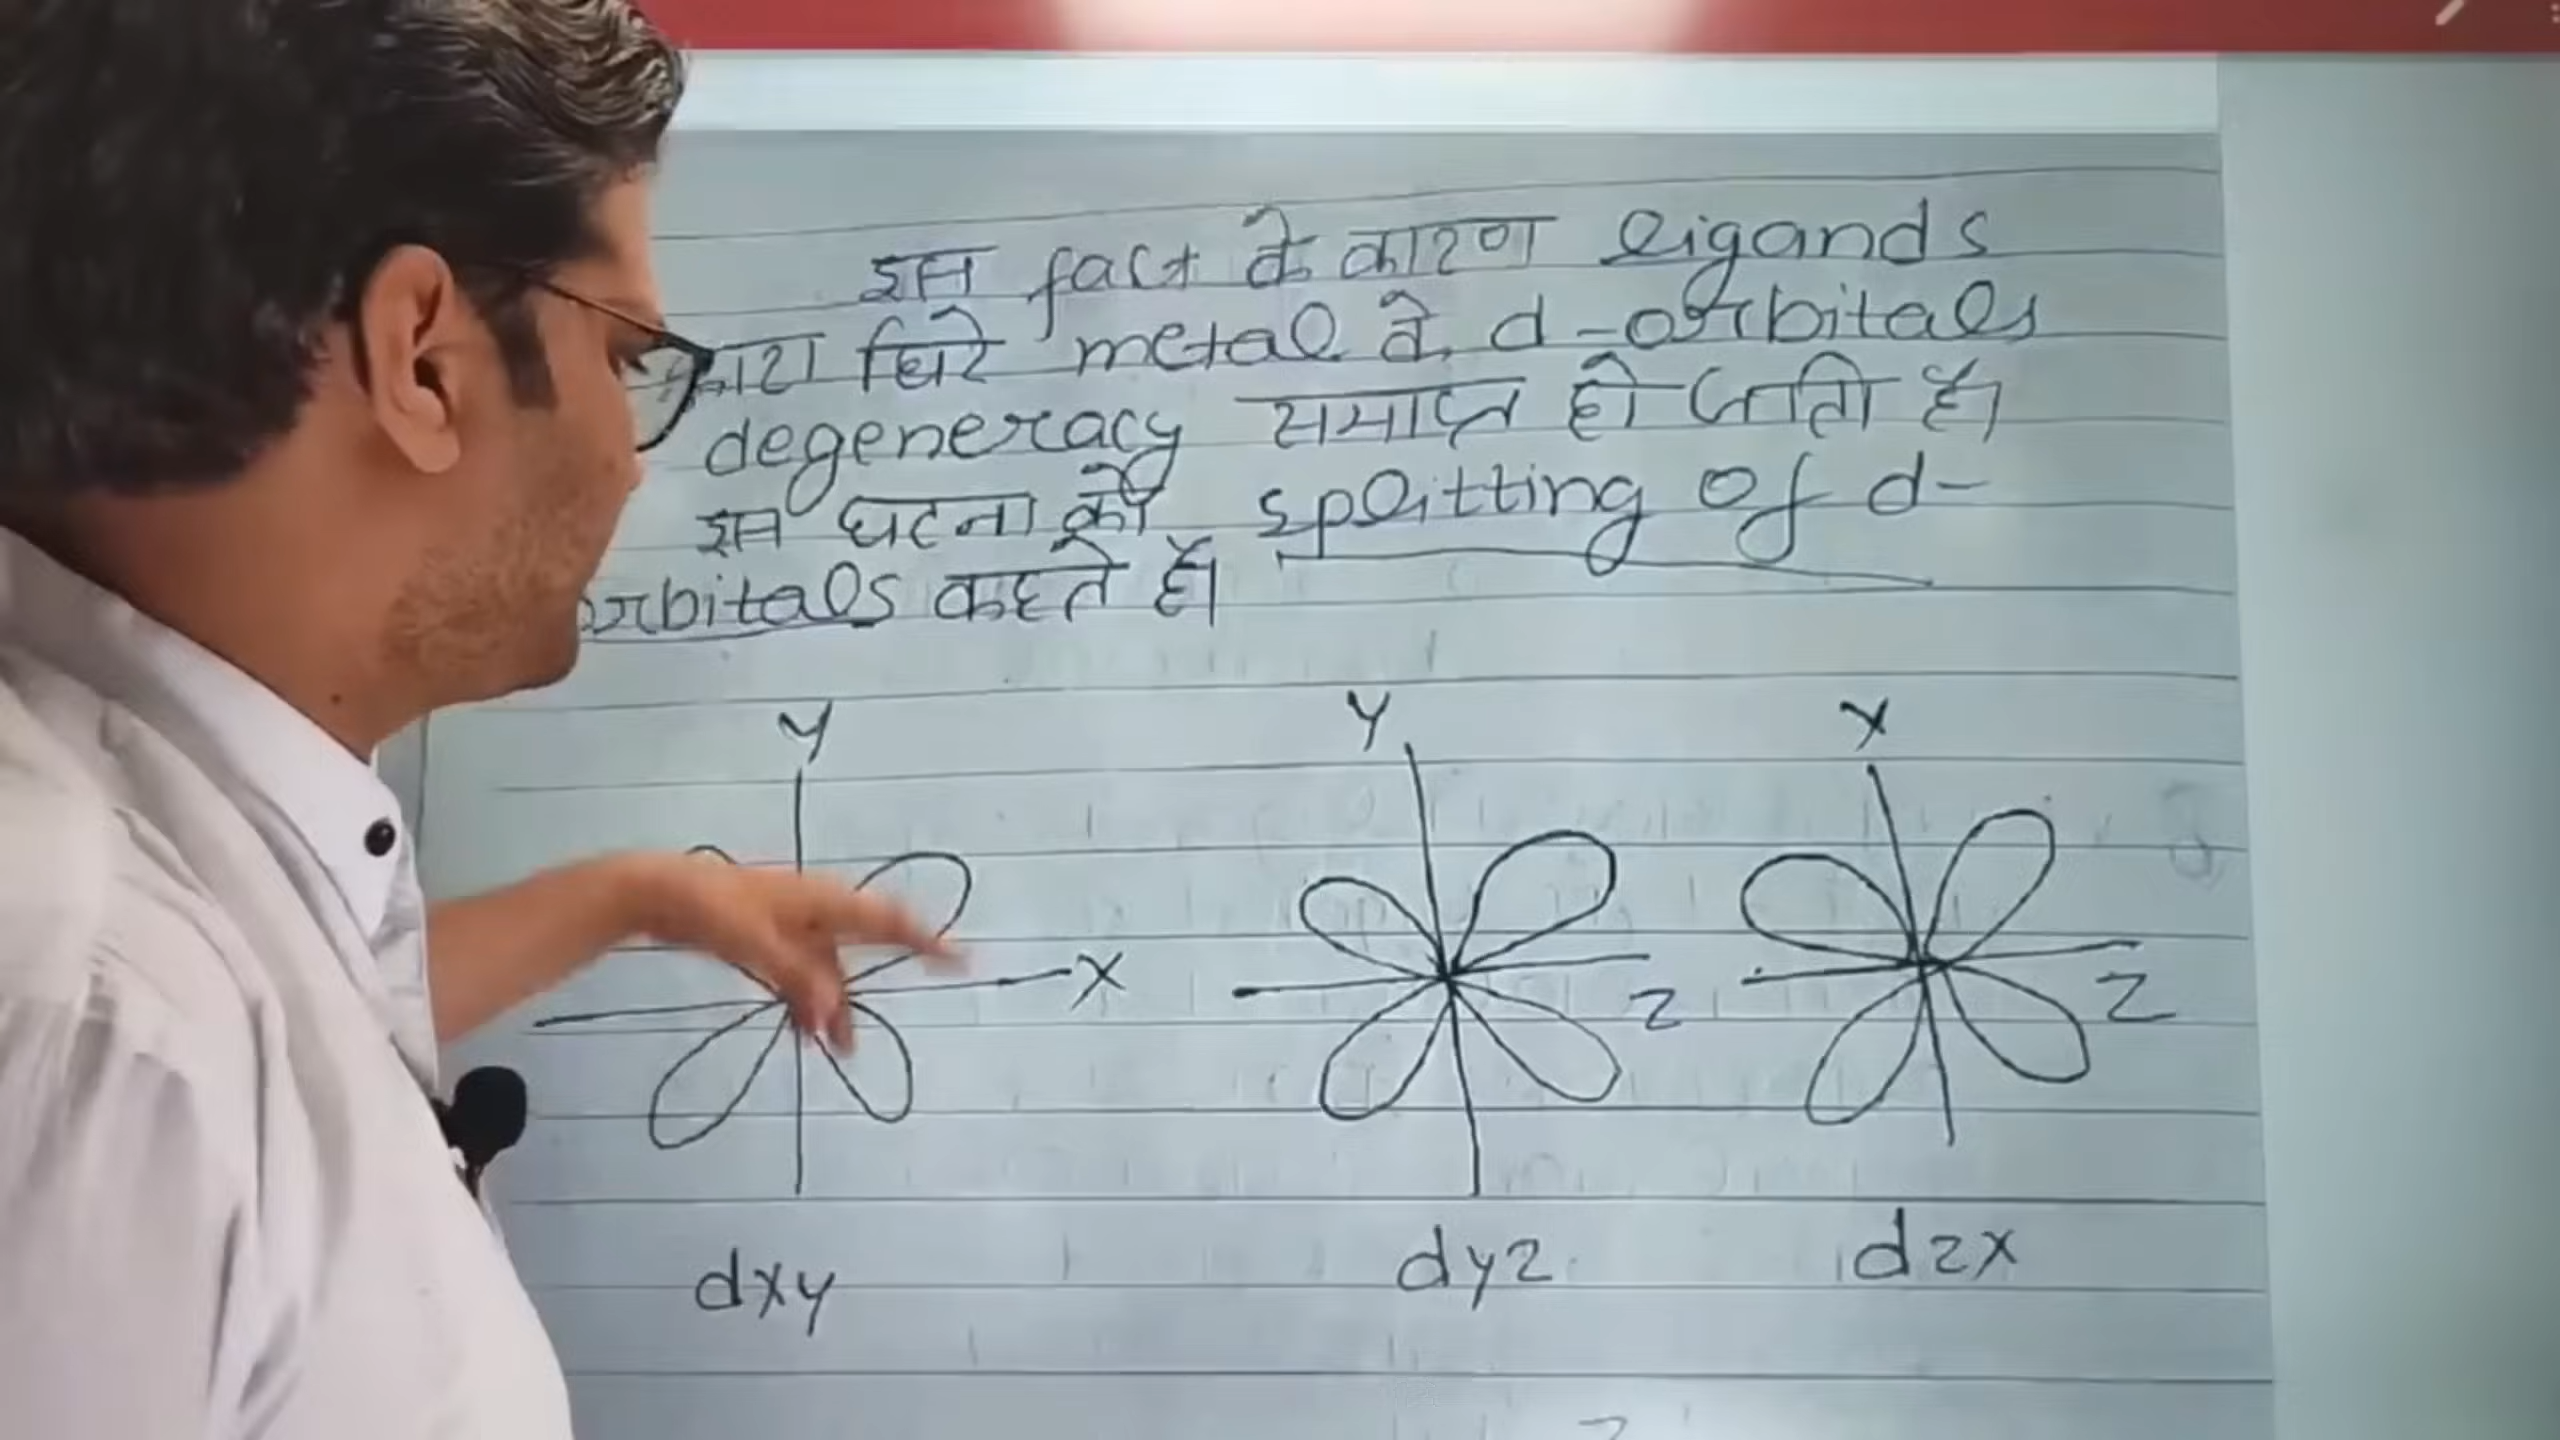 इस fact के कारण ligands
द्वारा घिरे metal के d-orbitals
degeneracy समाप्त हो जाती है।
इस घटना को splitting of d-
orbitals कहते हैं।
Y Y X
X Z Z
dxy dyz dzx